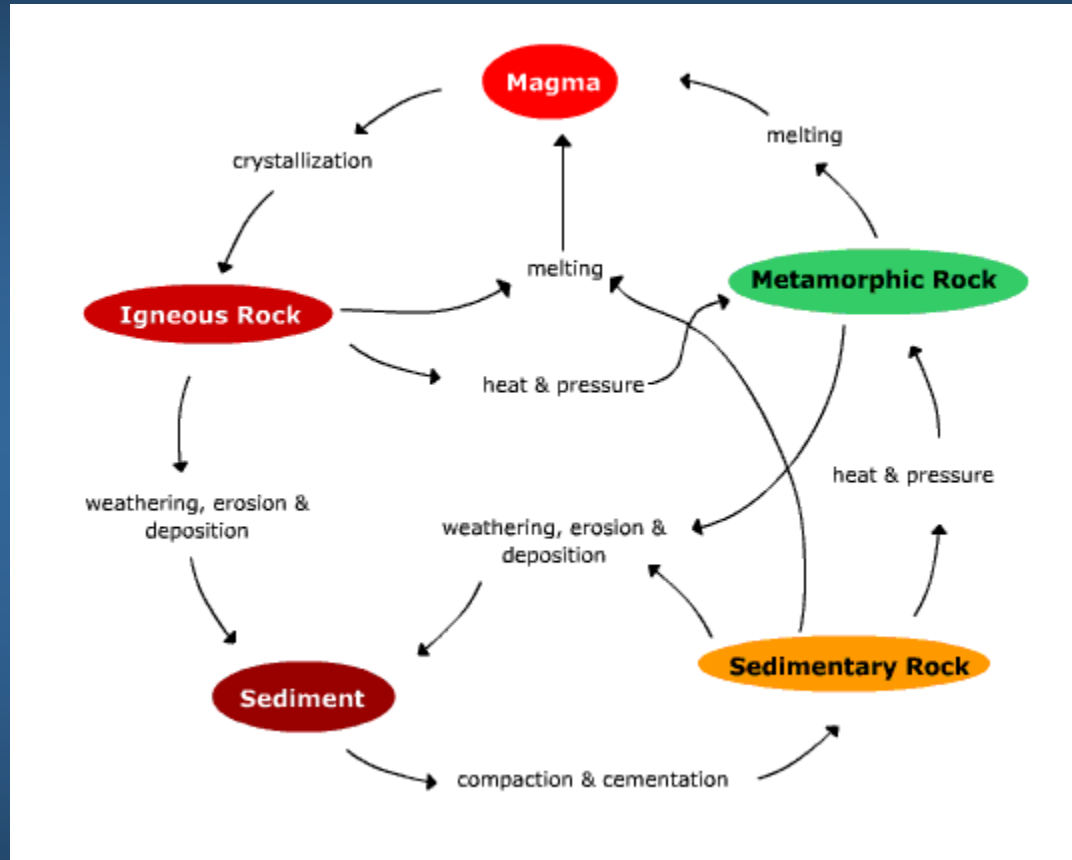 Magma
melting
crystallization
melting
Metamorphic Rock
Igneous Rock
heat & pressure
heat & pressure
weathering, erosion &
deposition
weathering, erosion &
deposition
Sedimentary Rock
Sediment
compaction & cementation